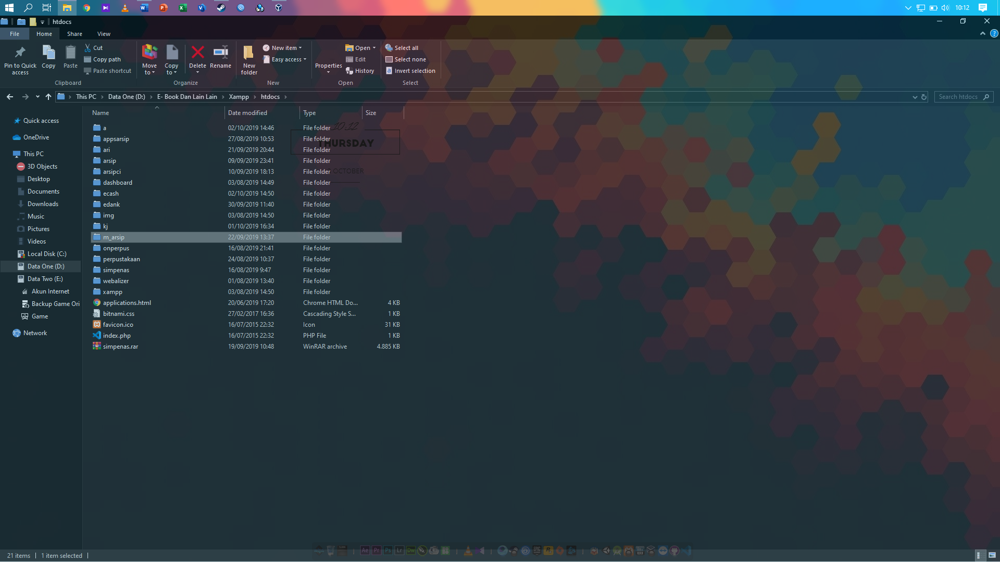 10:12
htdocs
File Home Share View
Pin to Quick access
Copy
Paste
Cut
Copy path
Paste shortcut
Clipboard
Move to
Copy to
Delete
Rename
Organize
New folder
New item
Easy access
New
Properties
Open
Edit
History
Open
Select all
Select none
Invert selection
Select
This PC > Data One (D:) > E- Book Dan Lain Lain > Xampp > htdocs >
Search htdocs
Quick access
OneDrive
This PC
3D Objects
Desktop
Documents
Downloads
Music
Pictures
Videos
Local Disk (C:)
Data One (D:)
Data Two (E:)
Akun Internet
Backup Game Ori
Game
Network
Name Date modified Type Size
a 02/10/2019 14:46 File folder
appsarsip 27/08/2019 10:53 File folder
ari 21/09/2019 20:44 File folder
arsip 09/09/2019 23:41 File folder
arsipci 10/09/2019 18:13 File folder
dashboard 03/08/2019 14:49 File folder
ecash 02/10/2019 14:50 File folder
edank 30/09/2019 11:40 File folder
img 03/08/2019 14:50 File folder
kj 01/10/2019 16:34 File folder
m_arsip 22/09/2019 13:37 File folder
onperpus 16/08/2019 21:41 File folder
perpustakaan 24/08/2019 10:37 File folder
simpenas 16/08/2019 9:47 File folder
webalizer 01/08/2019 13:40 File folder
xampp 03/08/2019 14:50 File folder
applications.html 20/06/2019 17:20 Chrome HTML Do... 4 KB
bitnami.css 27/02/2017 16:36 Cascading Style S... 1 KB
favicon.ico 16/07/2015 22:32 Icon 31 KB
index.php 16/07/2015 22:32 PHP File 1 KB
simpenas.rar 19/09/2019 10:48 WinRAR archive 4.885 KB
10.12
THURSDAY
OCTOBER
Ae Pr Ps Lr Dw
21 items 1 item selected